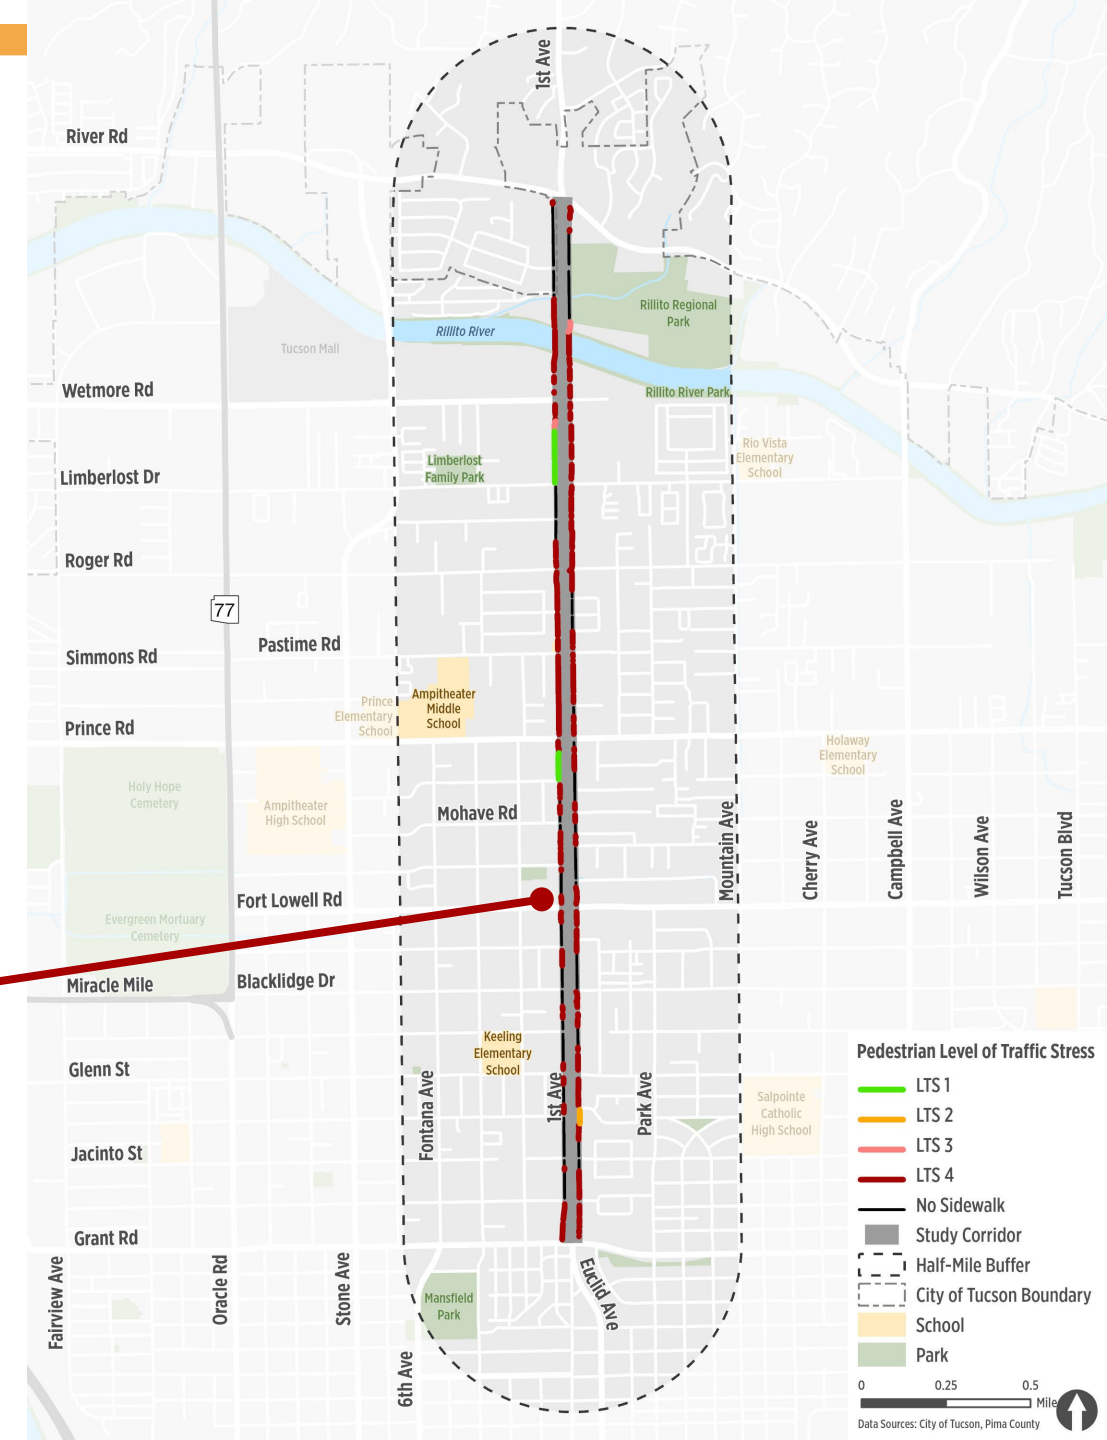 1st Ave
River Rd
Rillito Regional
Park
Rillito River
Tucson Mall
Wetmore Rd
Rillito River Park
Limberlost
Family Park
Rio Vista
Elementary
School
Limberlost Dr
Roger Rd
77
Pastime Rd
Simmons Rd
Prince
Elementary
School
Ampitheater
Middle
School
Prince Rd
Holaway
Elementary
School
Holy Hope
Cemetery
Ampitheater
High School
Mohave Rd
Mountain Ave
Cherry Ave
Campbell Ave
Wilson Ave
Tucson Blvd
Fort Lowell Rd
Evergreen Mortuary
Cemetery
Miracle Mile
Blacklidge Dr
Keeling
Elementary
School
Glenn St
Fontana Ave
1st Ave
Park Ave
Salpointe
Catholic
High School
Jacinto St
Grant Rd
Fairview Ave
Oracle Rd
Stone Ave
6th Ave
Mansfield
Park
Euclid Ave
Pedestrian Level of Traffic Stress
LTS 1
LTS 2
LTS 3
LTS 4
No Sidewalk
Study Corridor
Half-Mile Buffer
City of Tucson Boundary
School
Park
0 0.25 0.5
Mile
Data Sources: City of Tucson, Pima County